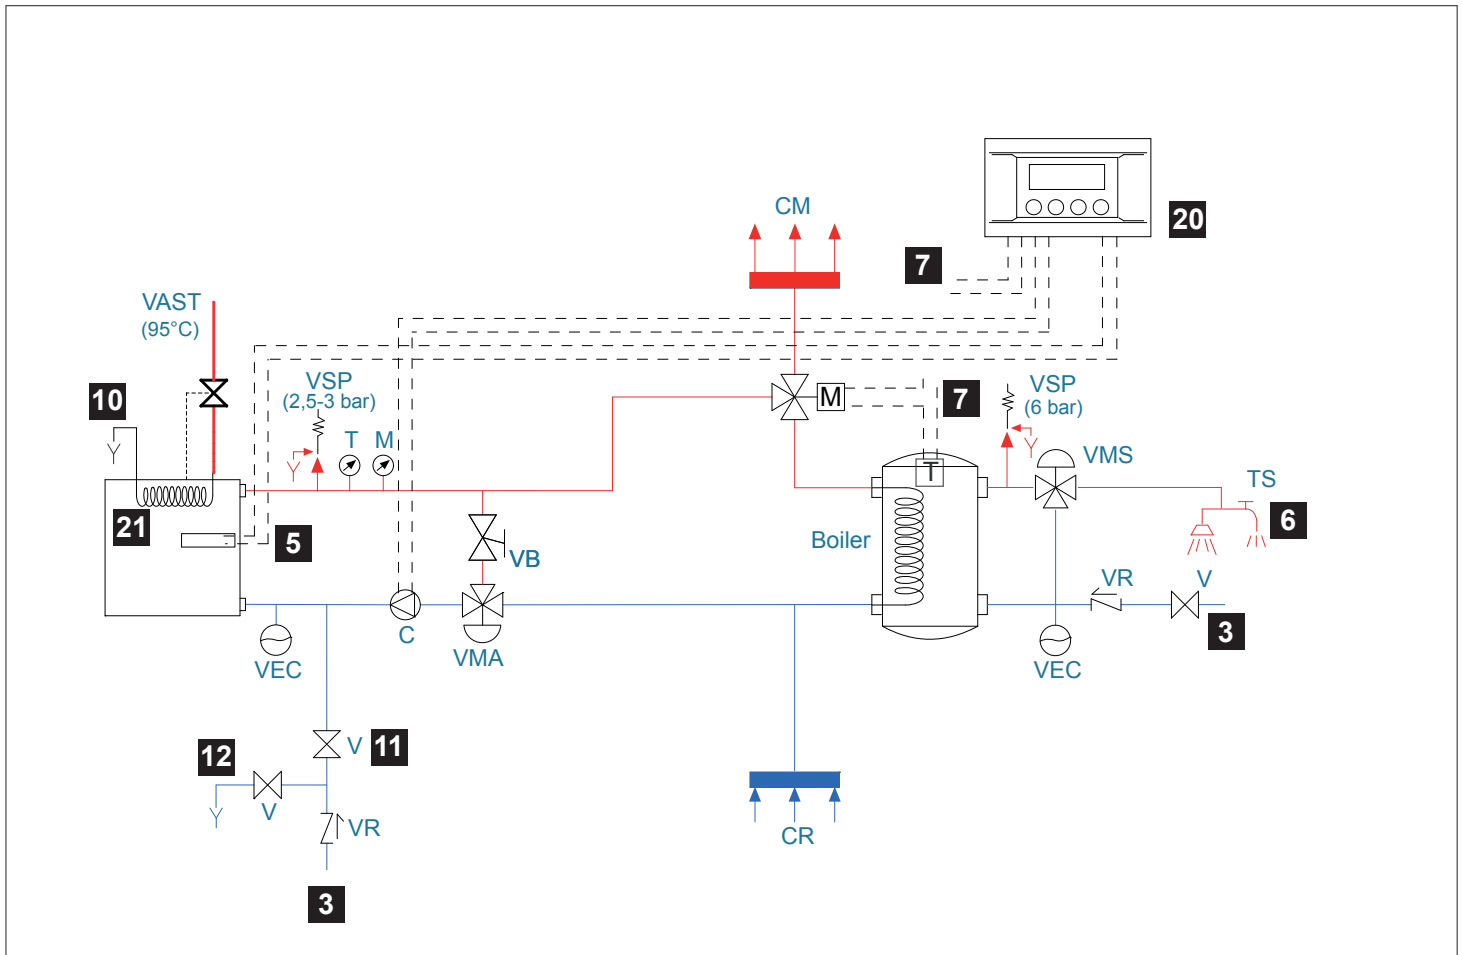 CM
20
7
VAST
(95°C)
VSP
(2,5-3 bar)
10
T
M
M
7
VSP
(6 bar)
VMS
TS
T
21
5
6
Boiler
VB
VR
V
3
C
VMA
VEC
VEC
V
11
12
V
VR
CR
3